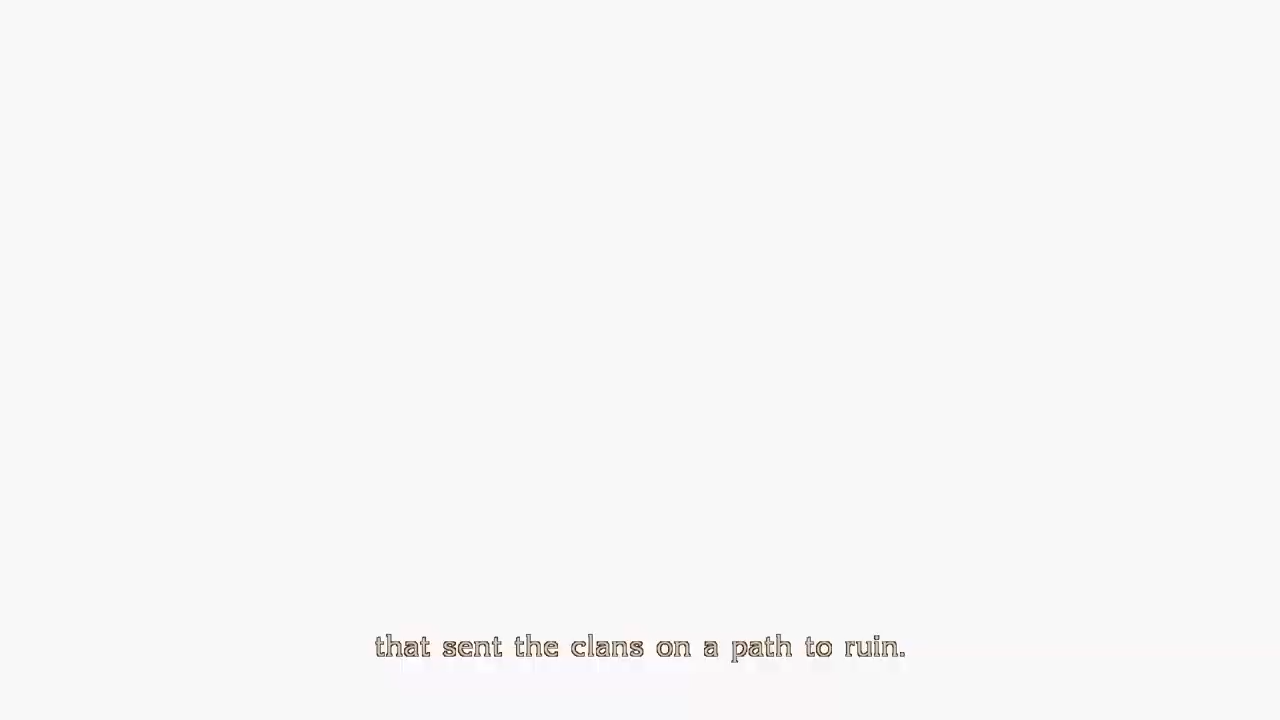 that sent the clans on a path to ruin.